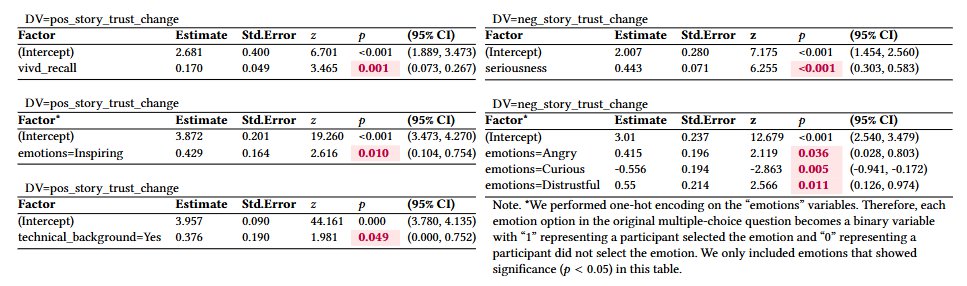 DV=pos_story_trust_change
Factor Estimate Std.Error z p (95% CI)
(Intercept) 2.681 0.400 6.701 <0.001 (1.889, 3.473)
vivd_recall 0.170 0.049 3.465 0.001 (0.073, 0.267)
DV=pos_story_trust_change
Factor* Estimate Std.Error z p (95% CI)
(Intercept) 3.872 0.201 19.260 <0.001 (3.473, 4.270)
emotions=Inspiring 0.429 0.164 2.616 0.010 (0.104, 0.754)
DV=pos_story_trust_change
Factor Estimate Std.Error z p (95% CI)
(Intercept) 3.957 0.090 44.161 0.000 (3.780, 4.135)
technical_background=Yes 0.376 0.190 1.981 0.049 (0.000, 0.752)
DV=neg_story_trust_change
Factor Estimate Std.Error z p (95% CI)
(Intercept) 2.007 0.280 7.175 <0.001 (1.454, 2.560)
seriousness 0.443 0.071 6.255 <0.001 (0.303, 0.583)
DV=neg_story_trust_change
Factor* Estimate Std.Error z p (95% CI)
(Intercept) 3.01 0.237 12.679 <0.001 (2.540, 3.479)
emotions=Angry 0.415 0.196 2.119 0.036 (0.028, 0.803)
emotions=Curious -0.556 0.194 -2.863 0.005 (-0.941, -0.172)
emotions=Distrustful 0.55 0.214 2.566 0.011 (0.126, 0.974)
Note. *We performed one-hot encoding on the “emotions” variables. Therefore, each
emotion option in the original multiple-choice question becomes a binary variable
with “1” representing a participant selected the emotion and “0” representing a
participant did not select the emotion. We only included emotions that showed
significance (p < 0.05) in this table.